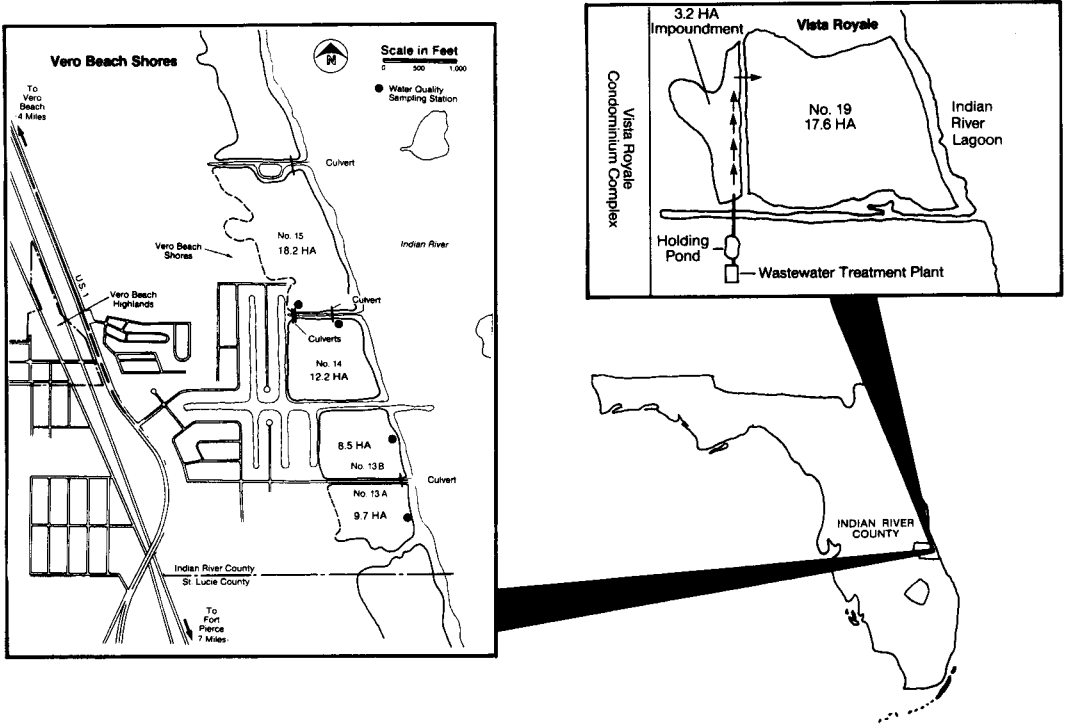 Vero Beach Shores
N
Scale in Feet
0 500 1,000
Water Quality
Sampling Station
To
Vero
Beach
4 Miles
Culvert
No. 15
18.2 HA
Indian River
Vero Beach
Shores
US 1
Vero Beach
Highlands
Culvert
Culverts
No. 14
12.2 HA
8.5 HA
No. 13B
Culvert
No. 13A
9.7 HA
Indian River County
St. Lucie County
To
Fort
Pierce
7 Miles
3.2 HA
Impoundment
Vista Royale
Vista Royale
Condominium Complex
No. 19
17.6 HA
Indian
River
Lagoon
Holding
Pond
Wastewater Treatment Plant
INDIAN RIVER
COUNTY